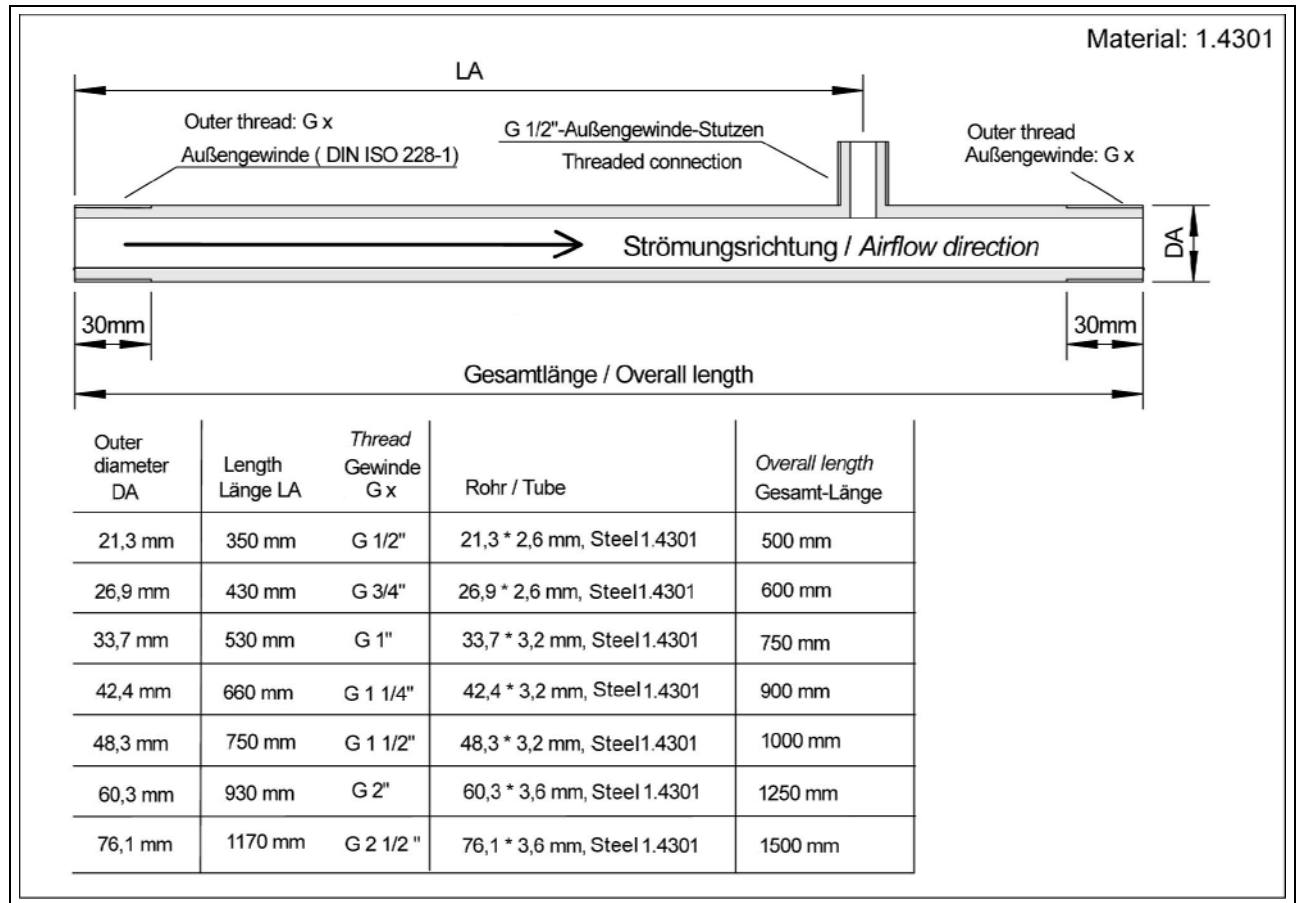 Material: 1.4301
LA
Outer thread: G x
Außengewinde ( DIN ISO 228-1)
G 1/2"-Außengewinde-Stutzen
Threaded connection
Outer thread
Außengewinde: G x
Strömungsrichtung / Airflow direction
DA
30mm
30mm
Gesamtlänge / Overall length
Outer diameter DA | Length Länge LA | Thread Gewinde G x | Rohr / Tube | Overall length Gesamt-Länge
21,3 mm | 350 mm | G 1/2" | 21,3 * 2,6 mm, Steel 1.4301 | 500 mm
26,9 mm | 430 mm | G 3/4" | 26,9 * 2,6 mm, Steel1.4301 | 600 mm
33,7 mm | 530 mm | G 1" | 33,7 * 3,2 mm, Steel 1.4301 | 750 mm
42,4 mm | 660 mm | G 1 1/4" | 42,4 * 3,2 mm, Steel 1.4301 | 900 mm
48,3 mm | 750 mm | G 1 1/2" | 48,3 * 3,2 mm, Steel1.4301 | 1000 mm
60,3 mm | 930 mm | G 2" | 60,3 * 3,6 mm, Steel 1.4301 | 1250 mm
76,1 mm | 1170 mm | G 2 1/2 " | 76,1 * 3,6 mm, Steel 1.4301 | 1500 mm